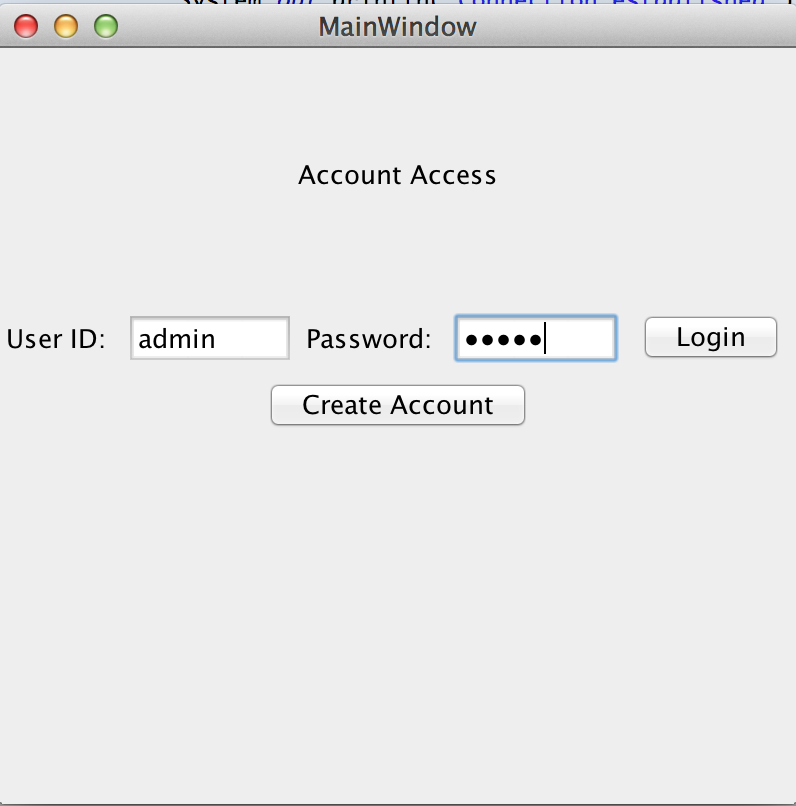 MainWindow
Account Access
User ID: admin Password: ••••• Login
Create Account